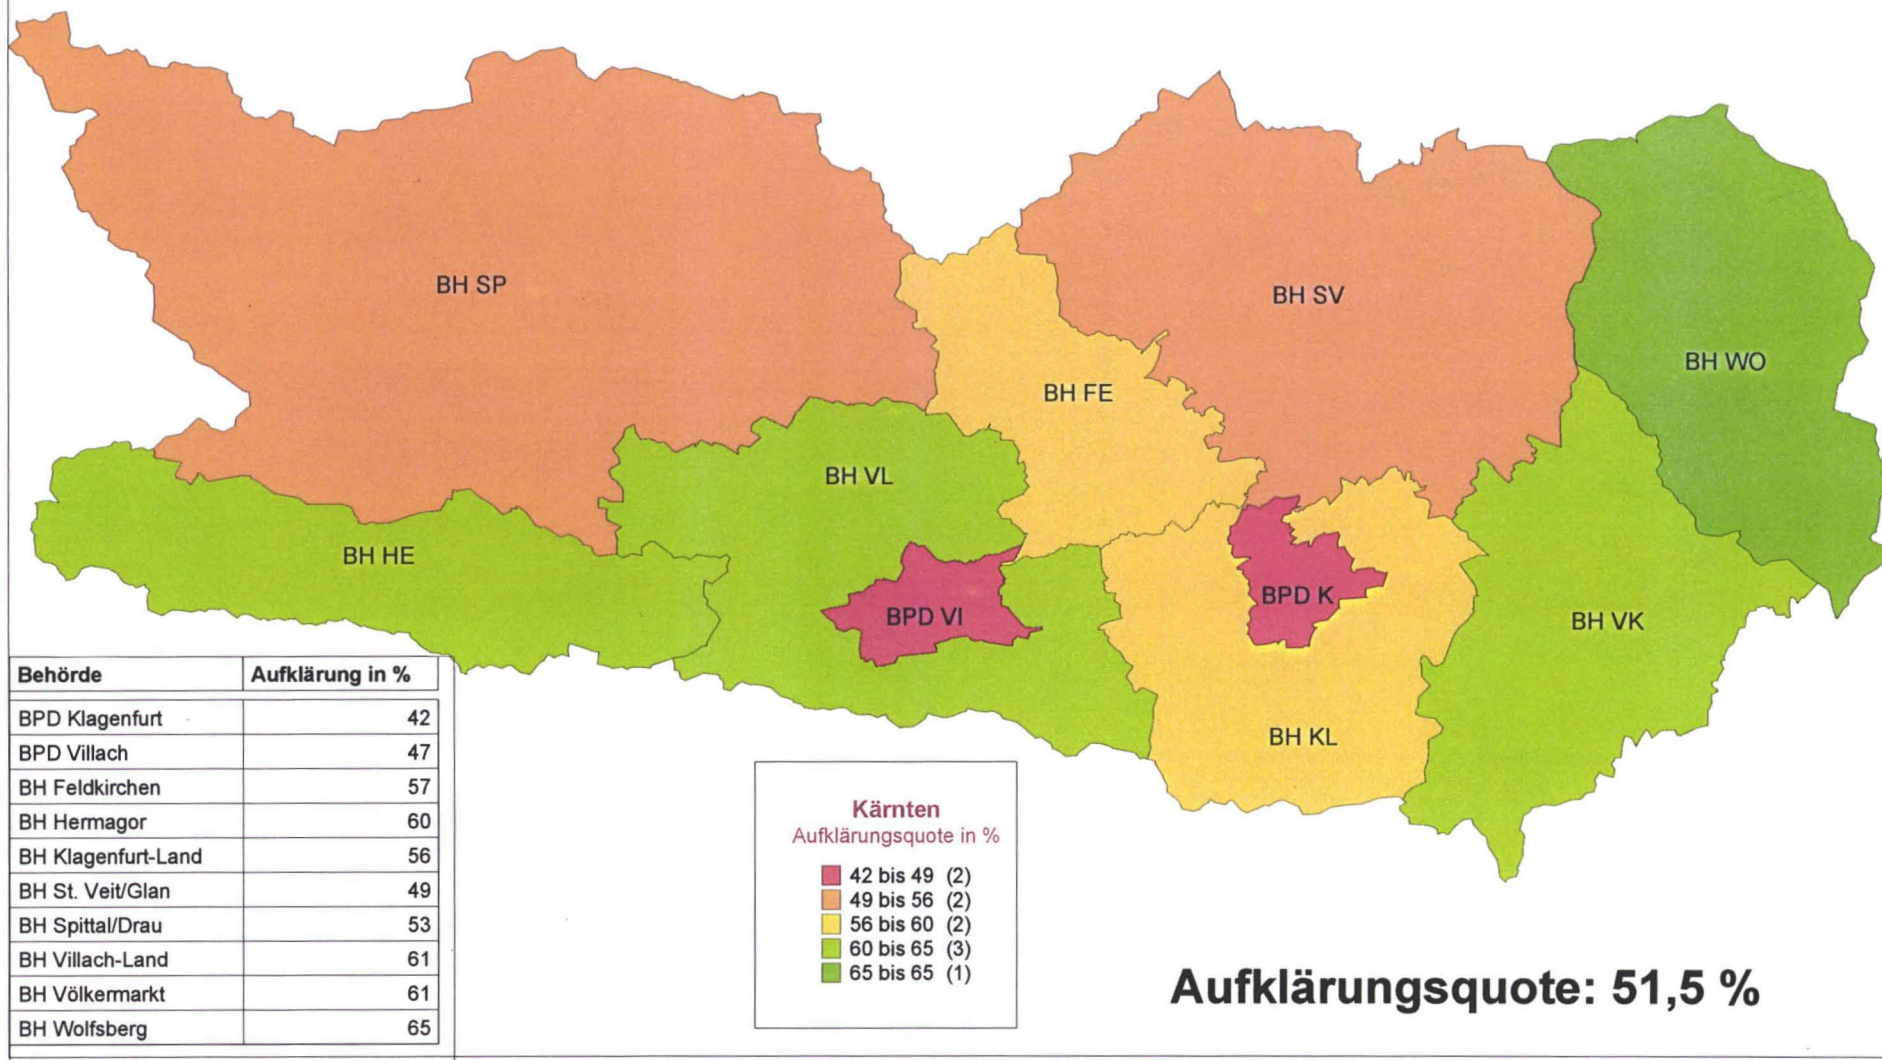 BH SP
BH SV
BH WO
BH FE
BH VL
BH HE
BPD VI
BPD K
BH VK
BH KL
Behörde Aufklärung in %
BPD Klagenfurt 42
BPD Villach 47
BH Feldkirchen 57
BH Hermagor 60
BH Klagenfurt-Land 56
BH St. Veit/Glan 49
BH Spittal/Drau 53
BH Villach-Land 61
BH Völkermarkt 61
BH Wolfsberg 65
Kärnten
Aufklärungsquote in %
42 bis 49 (2)
49 bis 56 (2)
56 bis 60 (2)
60 bis 65 (3)
65 bis 65 (1)
Aufklärungsquote: 51,5 %